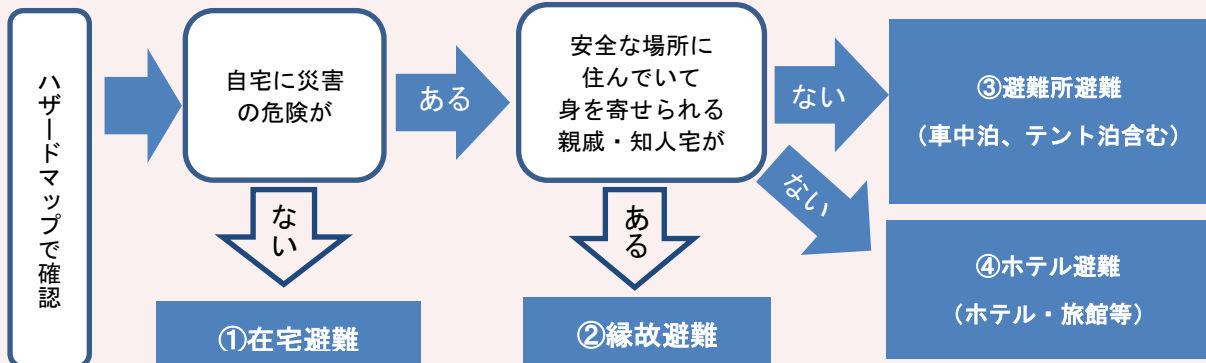 ハザードマップで確認
自宅に災害
の危険が
ある
安全な場所に
住んでいて
身を寄せられる
親戚・知人宅が
ない
③避難所避難
（車中泊、テント泊含む）
ない
④ホテル避難
（ホテル・旅館等）
ない
①在宅避難
ある
②縁故避難